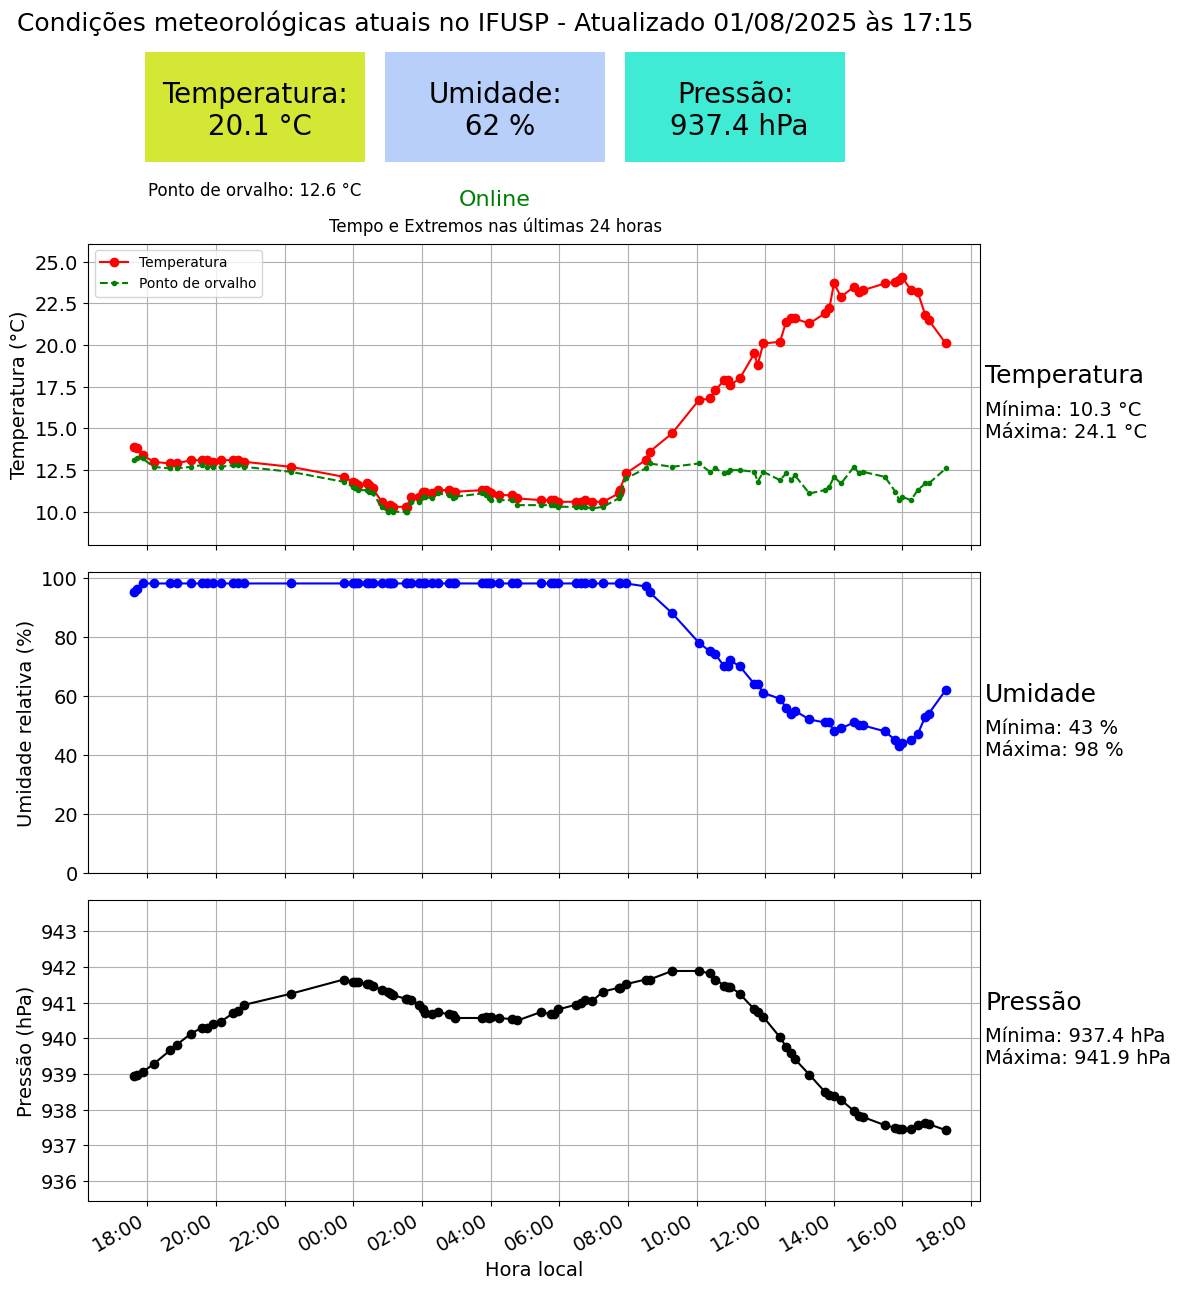 Condições meteorológicas atuais no IFUSP - Atualizado 01/08/2025 às 17:15
Temperatura:
20.1 °C
Umidade:
62 %
Pressão:
937.4 hPa
Ponto de orvalho: 12.6 °C
Online
Tempo e Extremos nas últimas 24 horas
Temperatura
Ponto de orvalho
Temperatura (°C)
25.0
22.5
20.0
17.5
15.0
12.5
10.0
Temperatura
Mínima: 10.3 °C
Máxima: 24.1 °C
Umidade relativa (%)
100
80
60
40
20
0
Umidade
Mínima: 43 %
Máxima: 98 %
Pressão (hPa)
943
942
941
940
939
938
937
936
Pressão
Mínima: 937.4 hPa
Máxima: 941.9 hPa
18:00
20:00
22:00
00:00
02:00
04:00
06:00
08:00
10:00
12:00
14:00
16:00
18:00
Hora local